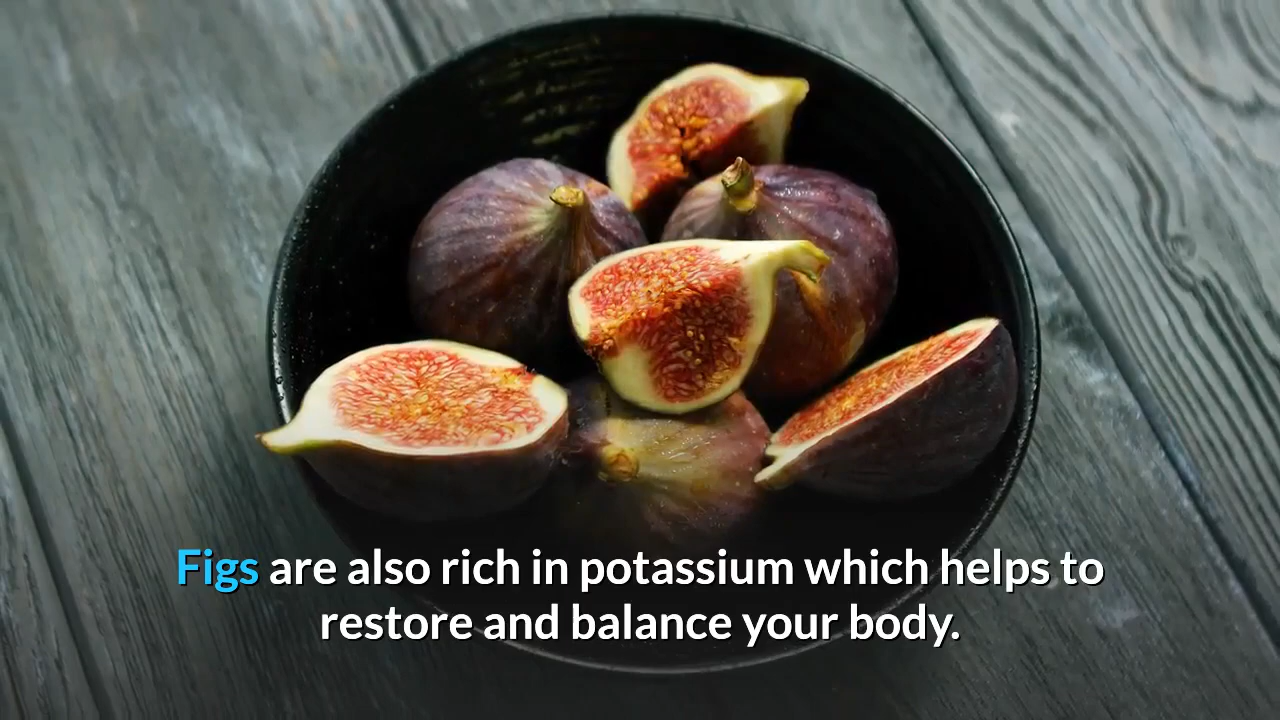 Figs are also rich in potassium which helps to
restore and balance your body.